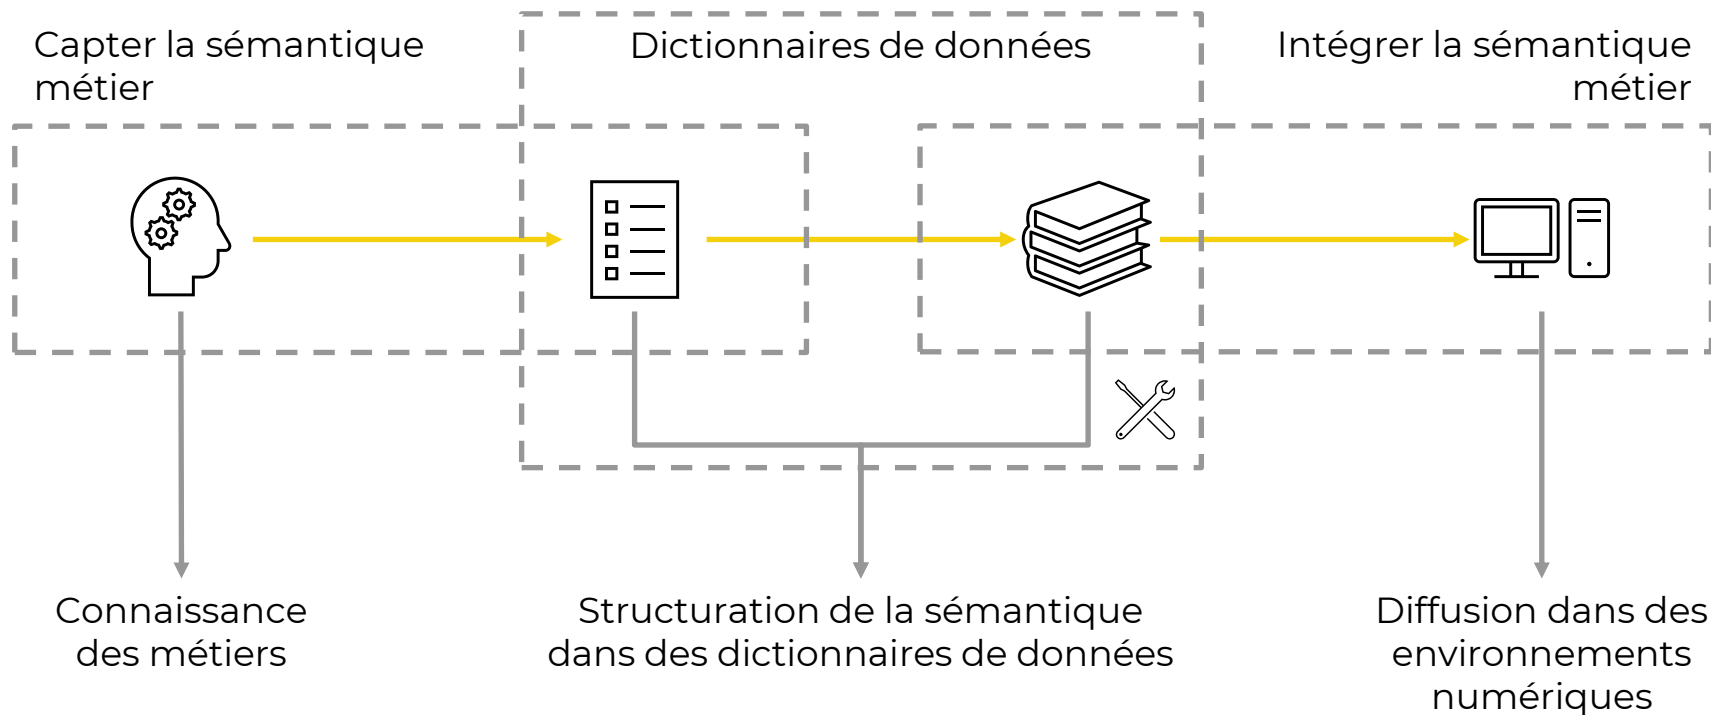 Capter la sémantique
métier
Dictionnaires de données
Intégrer la sémantique
métier
Connaissance
des métiers
Structuration de la sémantique
dans des dictionnaires de données
Diffusion dans des
environnements
numériques